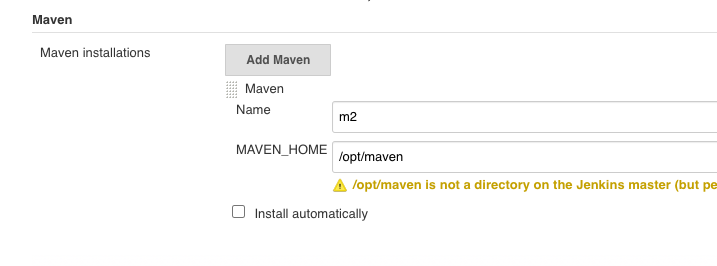 Maven
Maven installations
Add Maven
Maven
Name
m2
MAVEN_HOME
/opt/maven
/opt/maven is not a directory on the Jenkins master (but pe
Install automatically